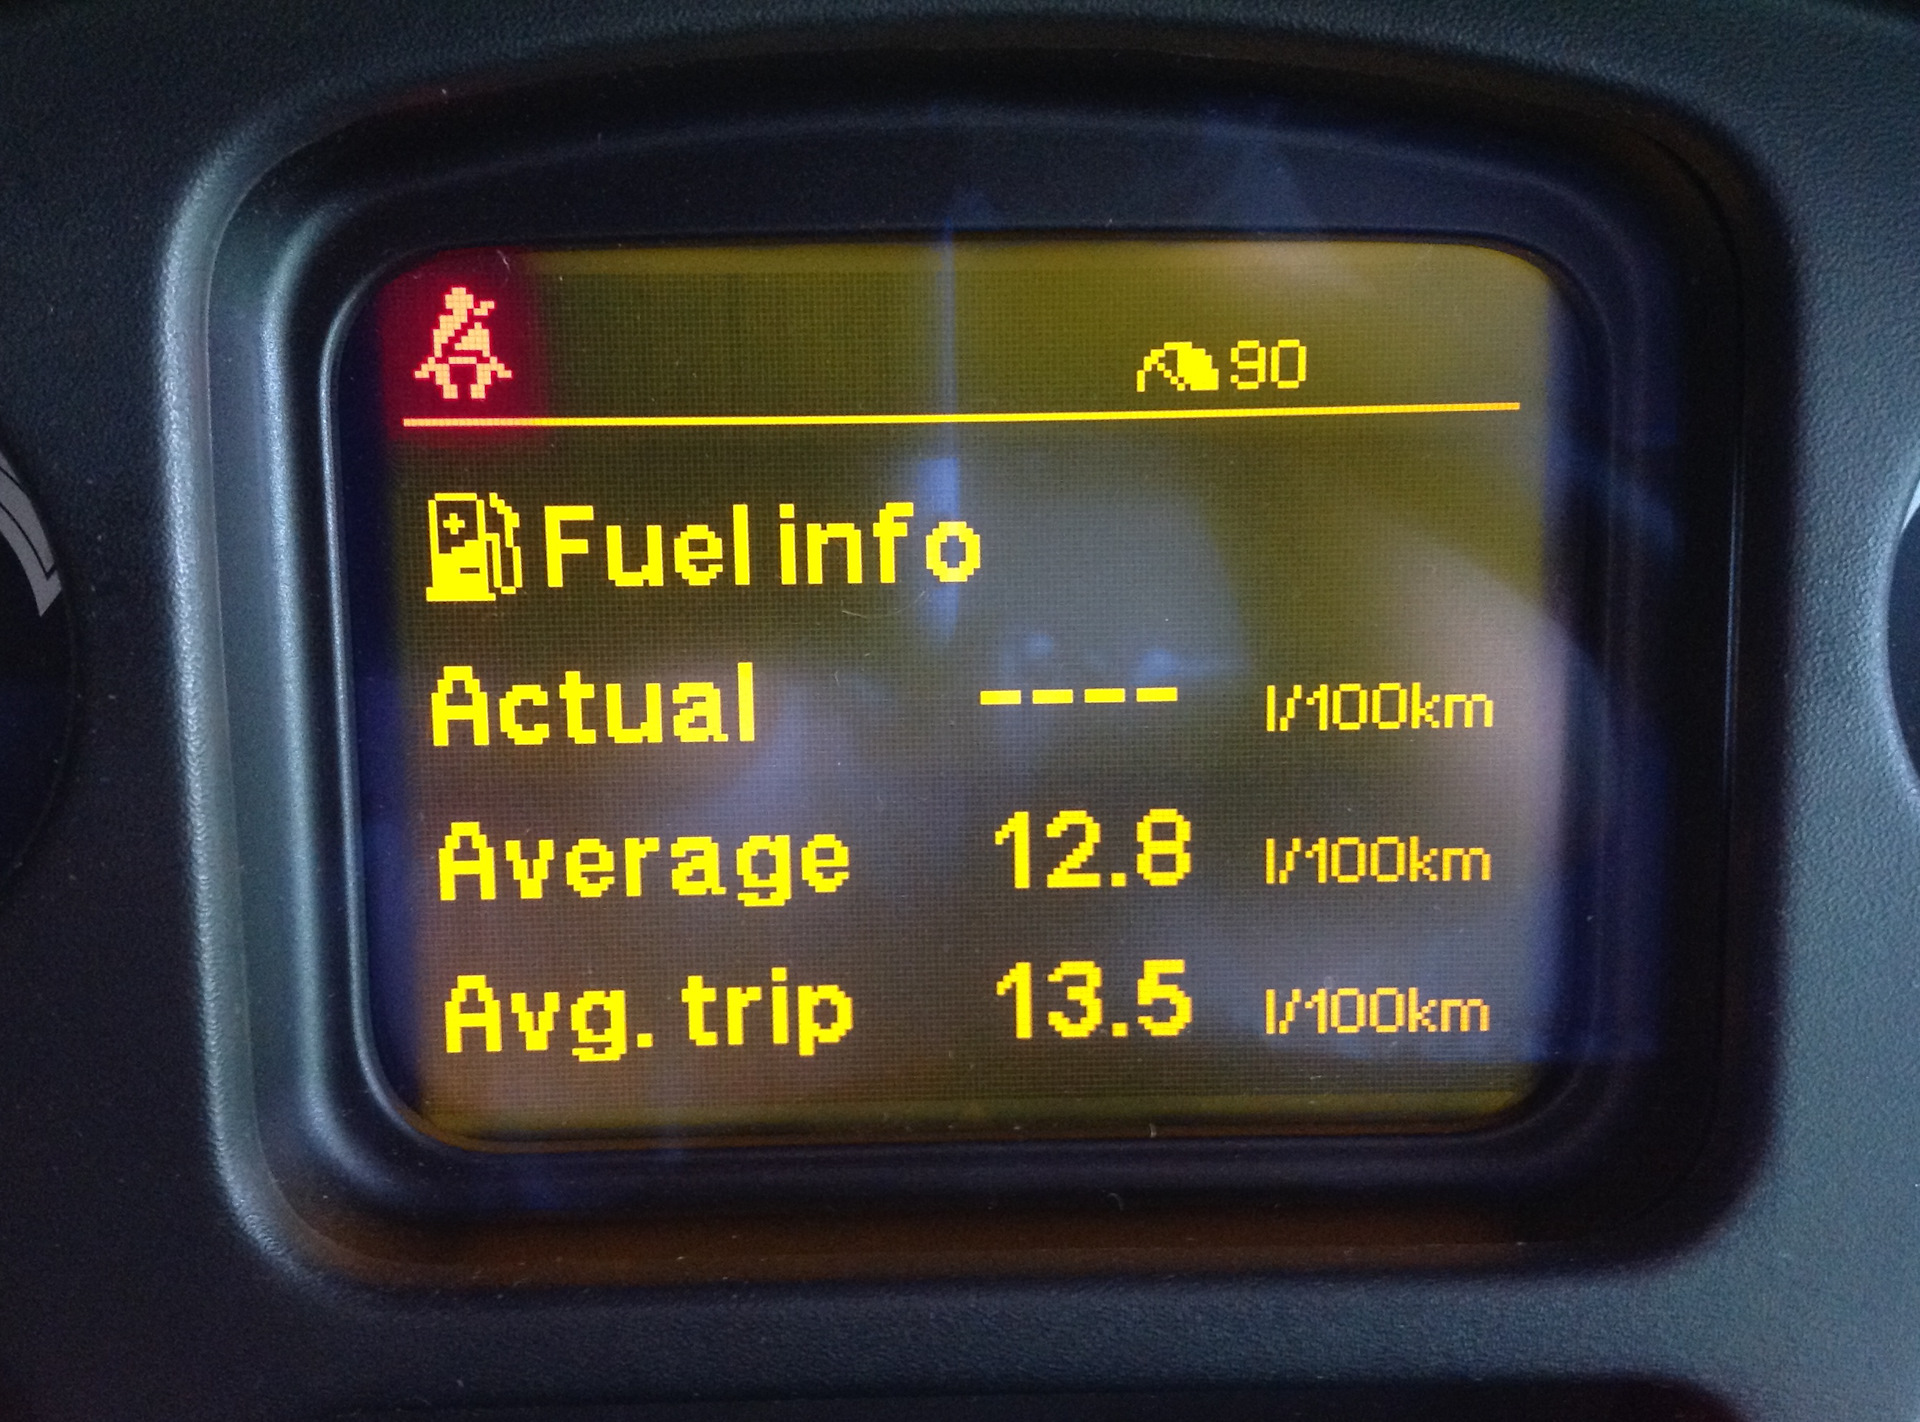 90
Fuel info
Actual ---- l/100km
Average 12.8 l/100km
Avg. trip 13.5 l/100km